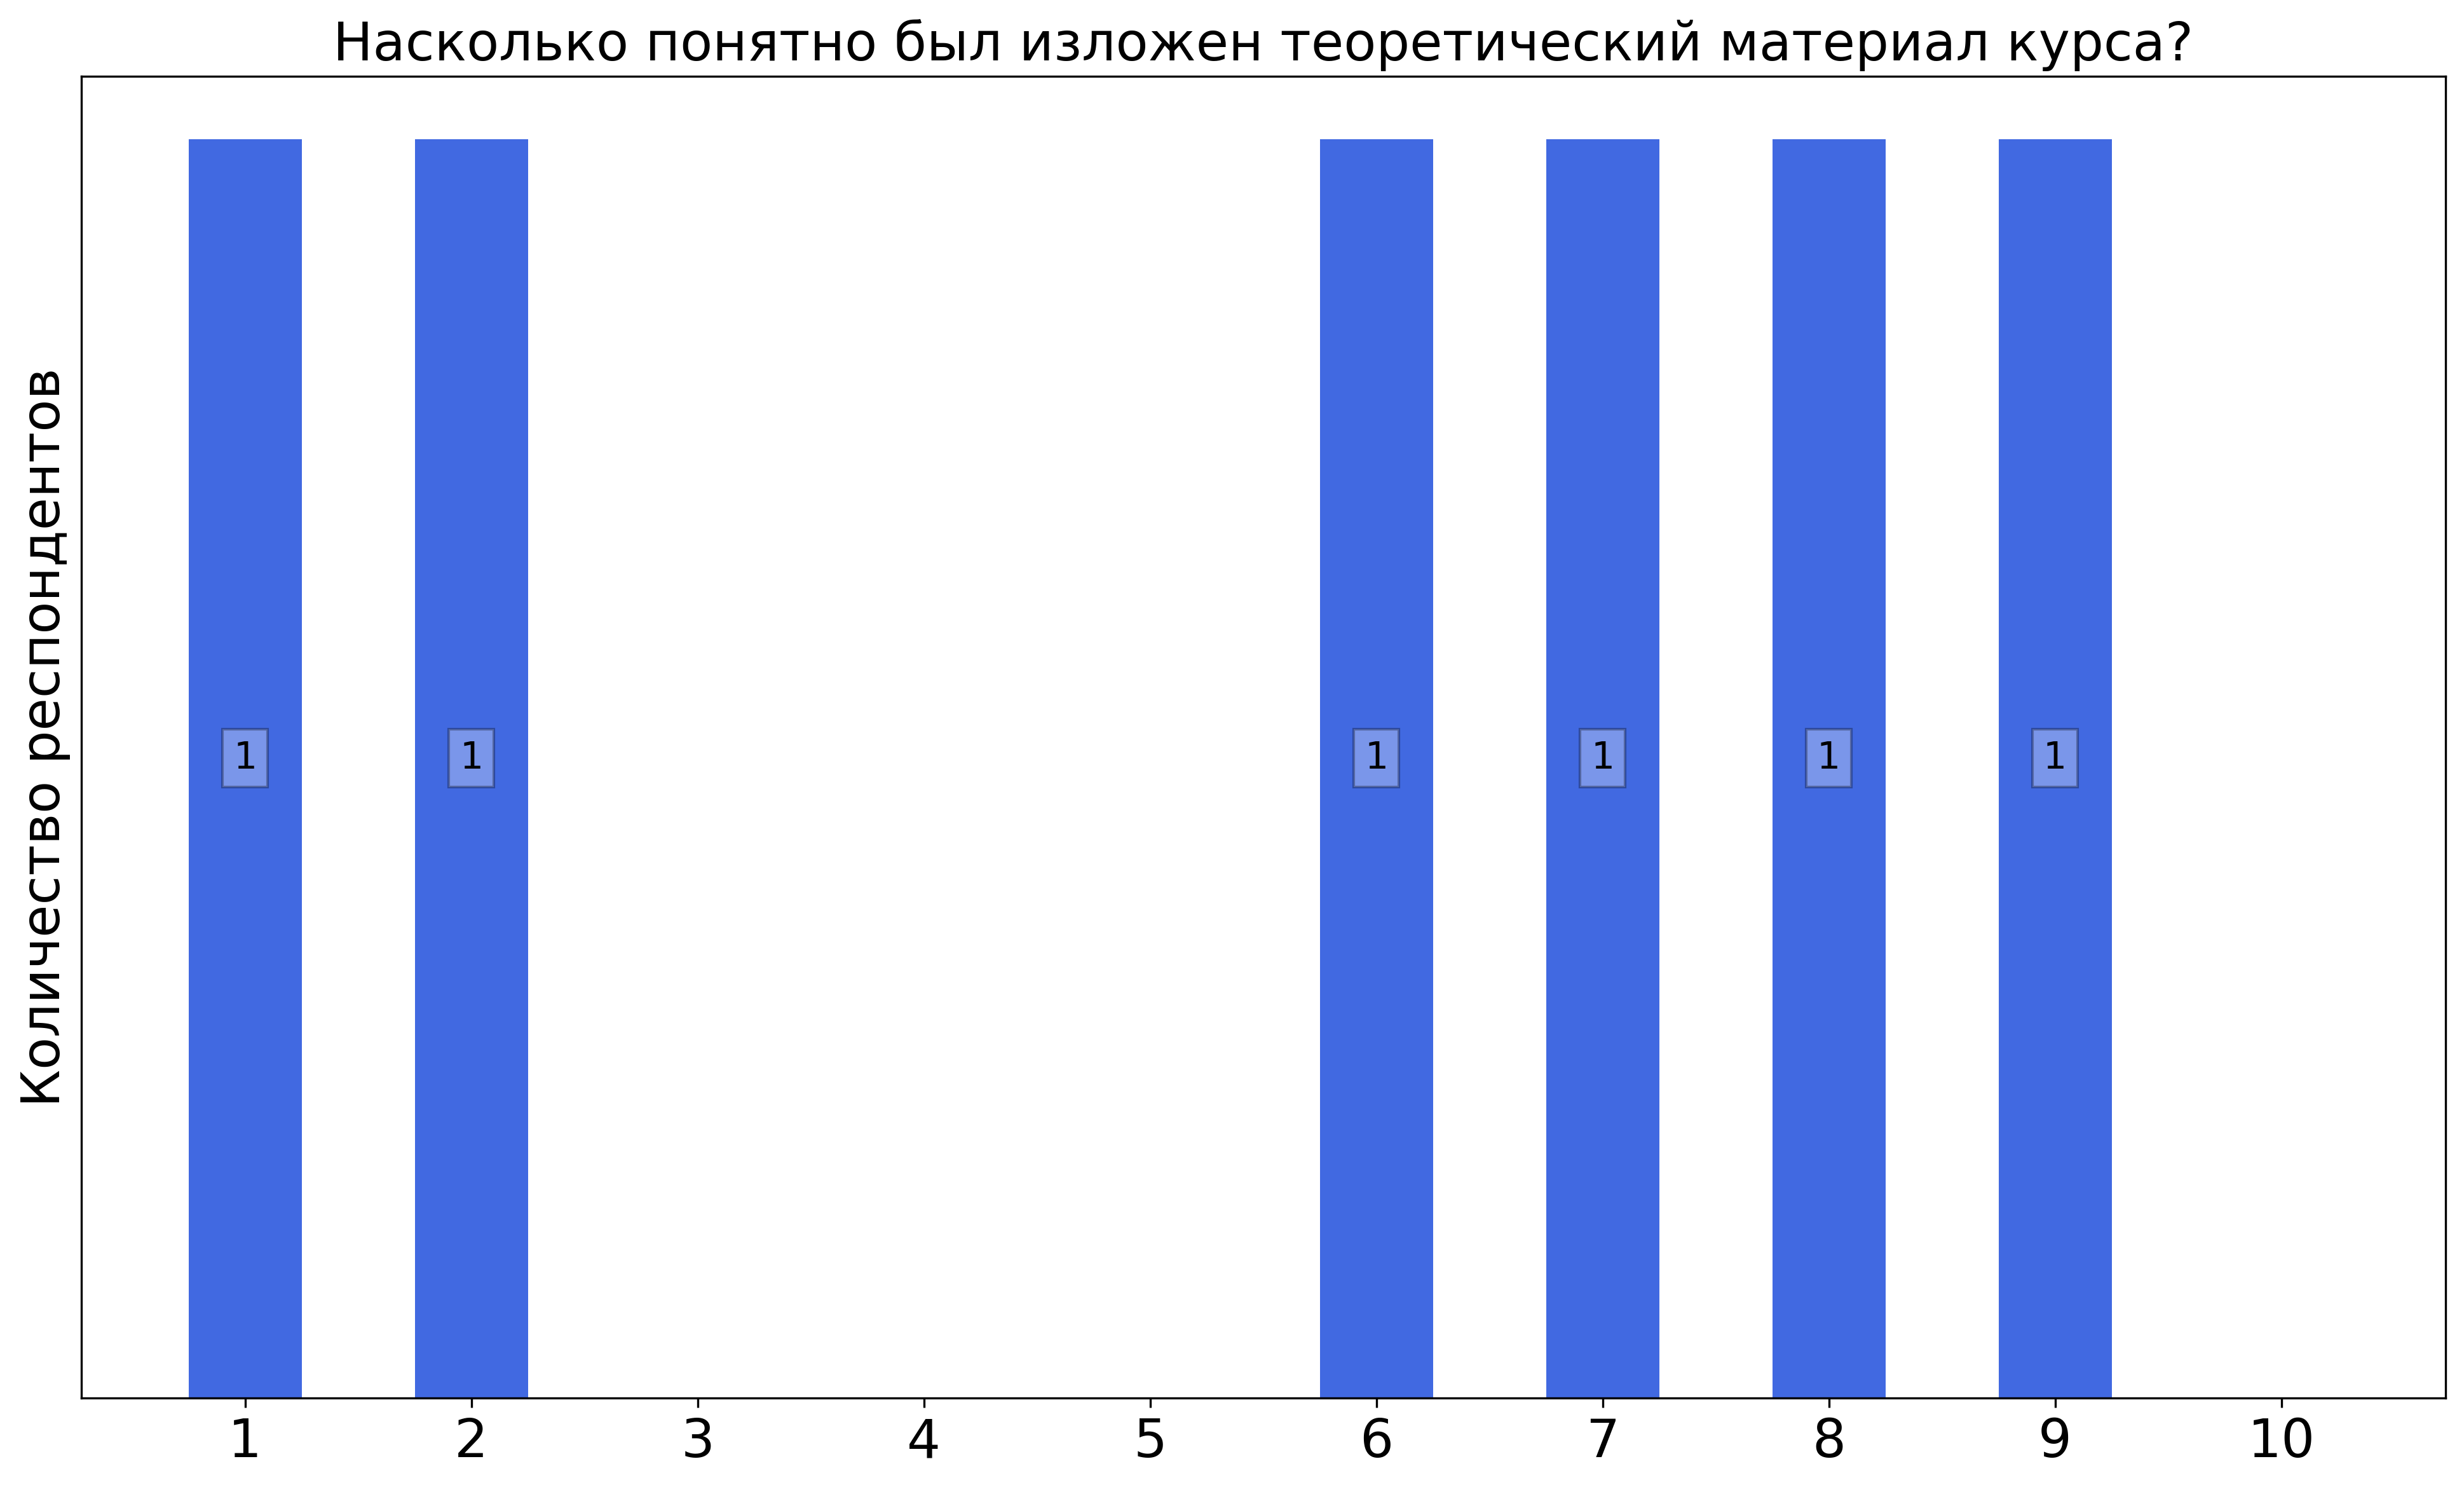 Насколько понятно был изложен теоретический материал курса?
Количество респондентов
1 1 1 1 1 1
1 2 3 4 5 6 7 8 9 10